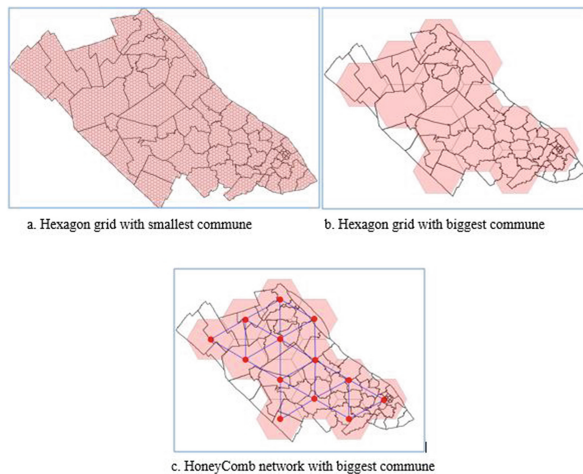 a. Hexagon grid with smallest commune
b. Hexagon grid with biggest commune
c. HoneyComb network with biggest commune